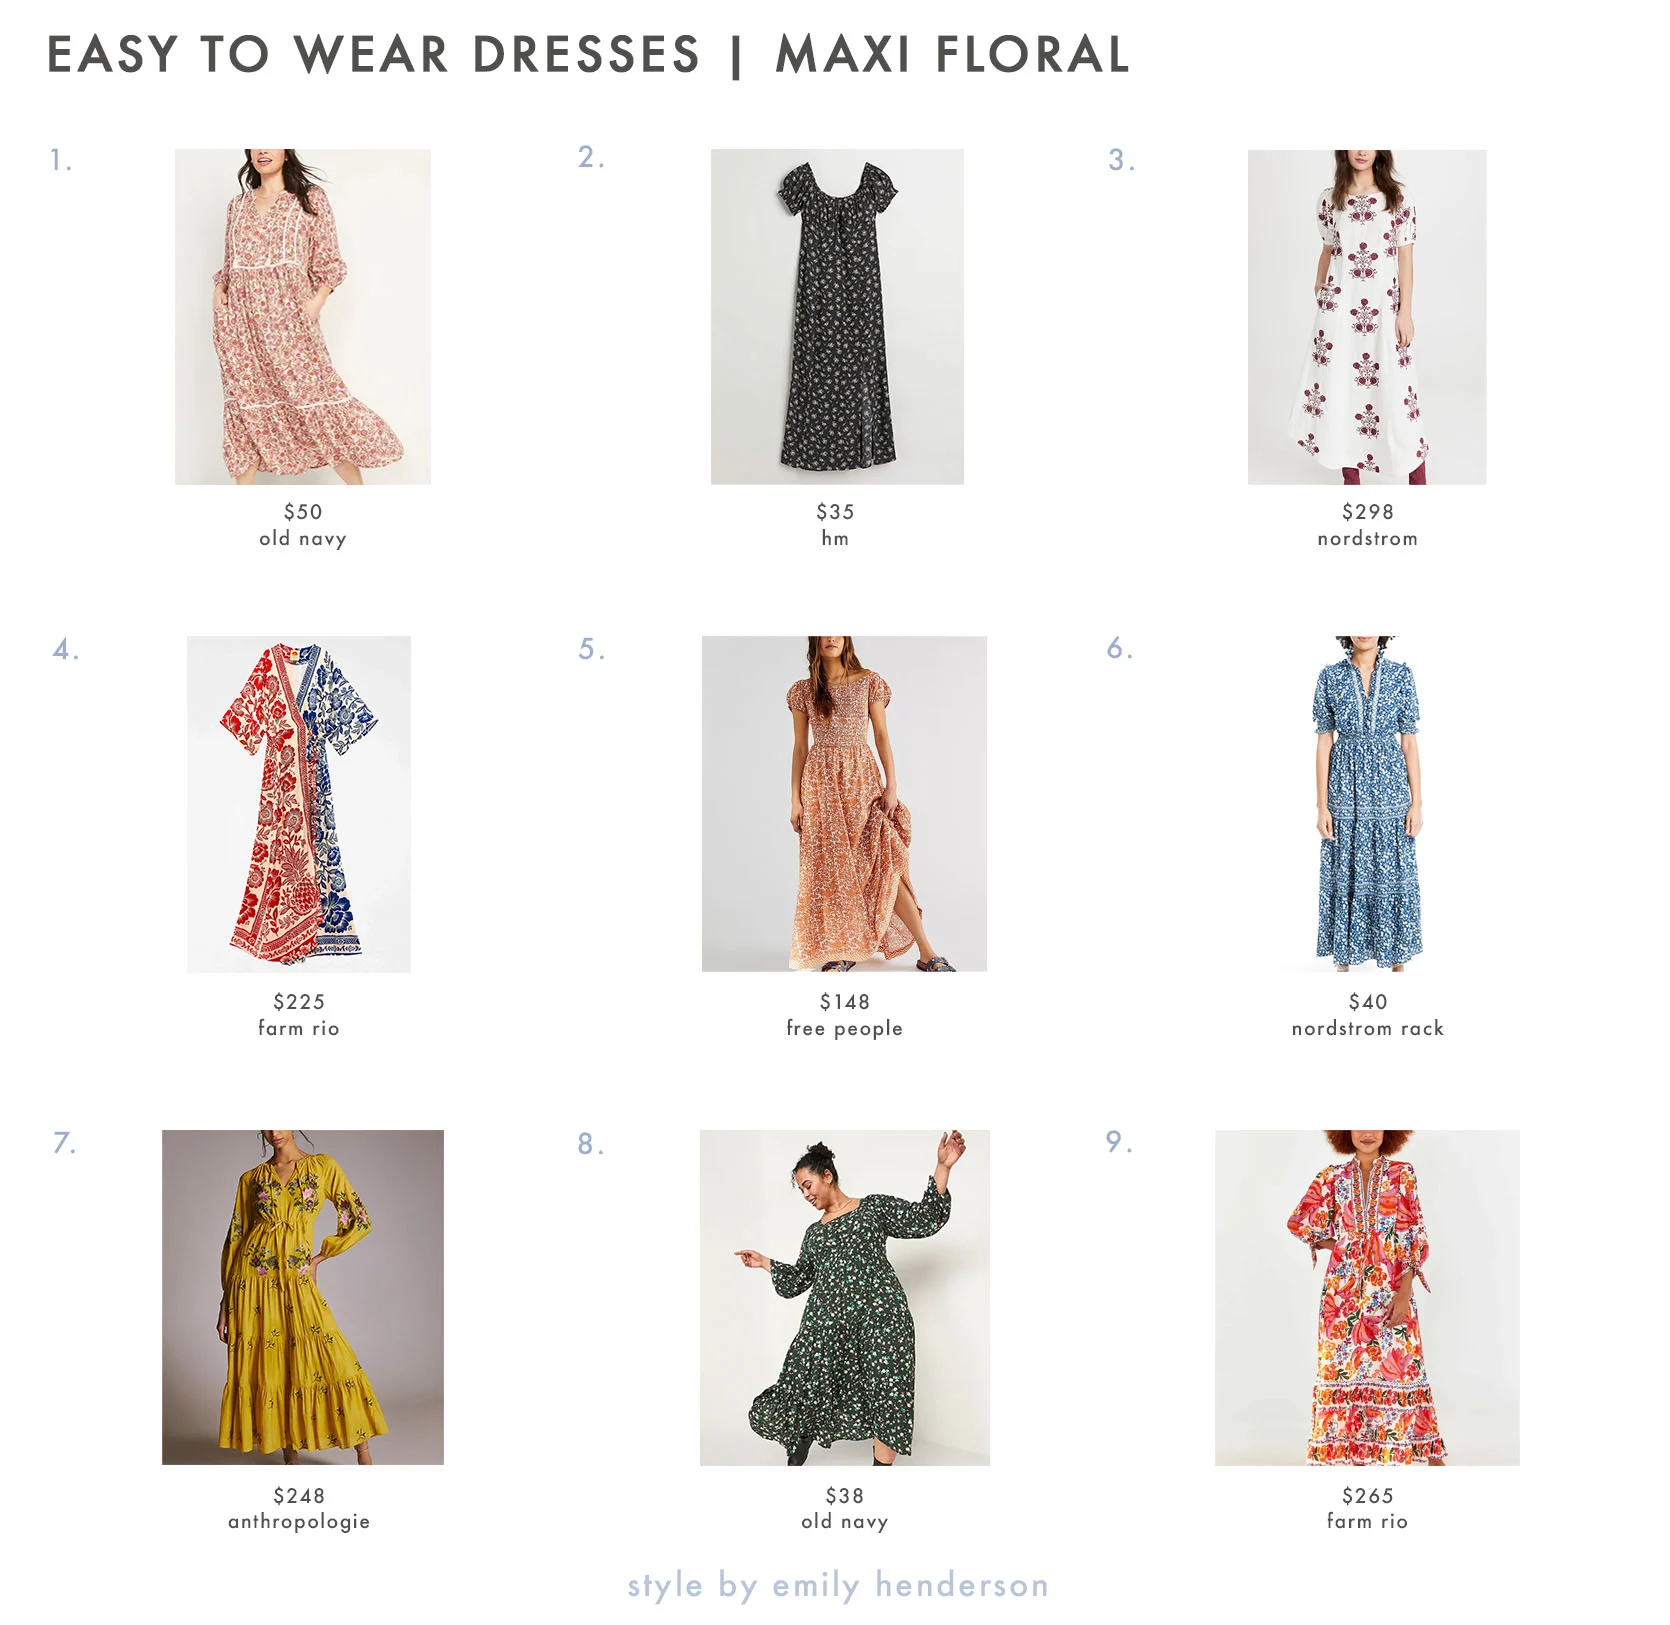 EASY TO WEAR DRESSES | MAXI FLORAL
1.
$50
old navy
2.
$35
hm
3.
$298
nordstrom
4.
$225
farm rio
5.
$148
free people
6.
$40
nordstrom rack
7.
$248
anthropologie
8.
$38
old navy
9.
$265
farm rio
style by emily henderson